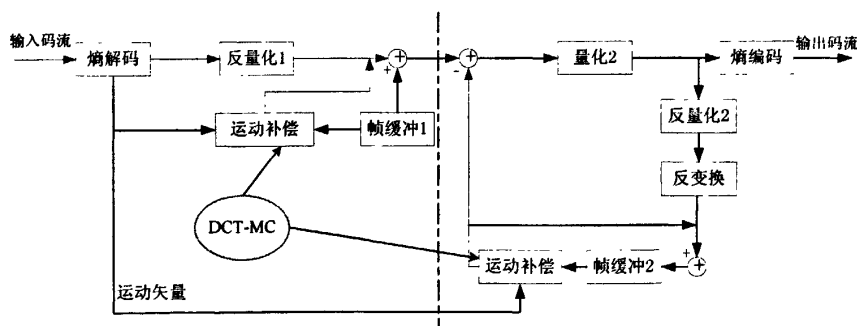 输入码流
熵解码
反量化1
+
+
+
-
量化2
熵编码
输出码流
运动补偿
帧缓冲1
反量化2
反变换
DCT-MC
运动补偿
帧缓冲2
+
+
运动矢量